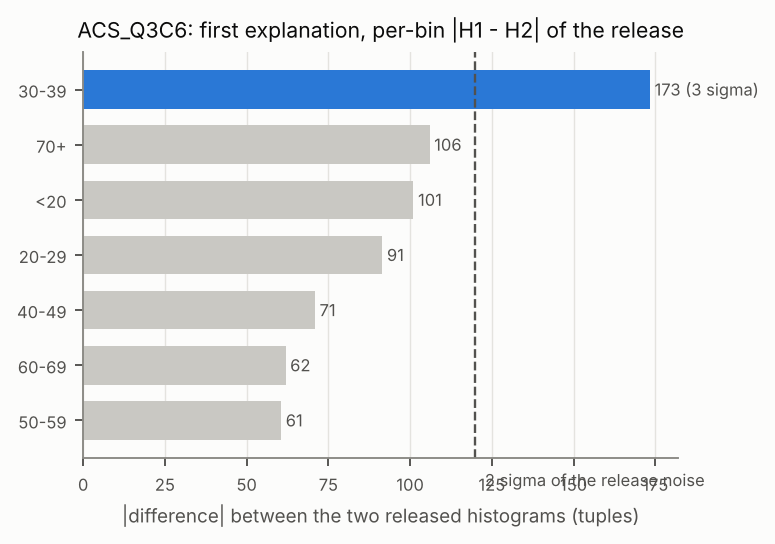 ACS_Q3C6: first explanation, per-bin |H1 - H2| of the release
30-39
173 (3 sigma)
70+
106
<20
101
20-29
91
40-49
71
60-69
62
50-59
61
0 25 50 75 100 125 150 175
2 sigma of the release noise
|difference| between the two released histograms (tuples)